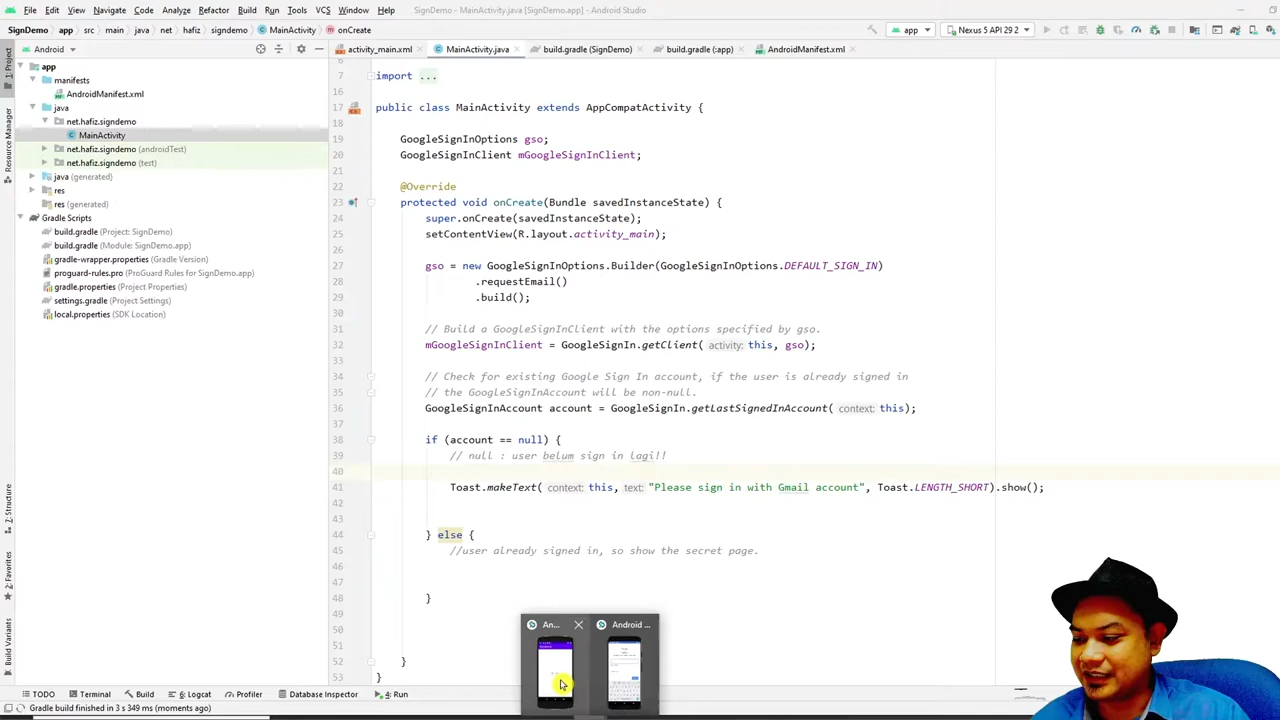 File Edit View Navigate Code Analyze Refactor Build Run Tools VCS Window Help SignDemo - MainActivity.java [SignDemo.app] - Android Studio
SignDemo app src main java net hafiz signdemo MainActivity onCreate app Nexus 5 API 29 2
Android activity_main.xml MainActivity.java build.gradle (SignDemo) build.gradle (:app) AndroidManifest.xml
1: Project
Resource Manager
7: Structure
2: Favorites
Build Variants
app
manifests
AndroidManifest.xml
java
net.hafiz.signdemo
MainActivity
net.hafiz.signdemo (androidTest)
net.hafiz.signdemo (test)
java (generated)
res
res (generated)
Gradle Scripts
build.gradle (Project: SignDemo)
build.gradle (Module: SignDemo.app)
gradle-wrapper.properties (Gradle Version)
proguard-rules.pro (ProGuard Rules for SignDemo.app)
gradle.properties (Project Properties)
settings.gradle (Project Settings)
local.properties (SDK Location)
6
7 import ...
16
17 public class MainActivity extends AppCompatActivity {
18
19 GoogleSignInOptions gso;
20 GoogleSignInClient mGoogleSignInClient;
21
22 @Override
23 protected void onCreate(Bundle savedInstanceState) {
24 super.onCreate(savedInstanceState);
25 setContentView(R.layout.activity_main);
26
27 gso = new GoogleSignInOptions.Builder(GoogleSignInOptions.DEFAULT_SIGN_IN)
28 .requestEmail()
29 .build();
30
31 // Build a GoogleSignInClient with the options specified by gso.
32 mGoogleSignInClient = GoogleSignIn.getClient( activity: this, gso);
33
34 // Check for existing Google Sign In account, if the user is already signed in
35 // the GoogleSignInAccount will be non-null.
36 GoogleSignInAccount account = GoogleSignIn.getLastSignedInAccount( context: this);
37
38 if (account == null) {
39 // null : user belum sign in lagi!!
40
41 Toast.makeText( context: this, text: "Please sign in with Gmail account", Toast.LENGTH_SHORT).show();
42
43
44 } else {
45 //user already signed in, so show the secret page.
46
47
48 }
49
50
51
52 }
53 }
An... Android ...
TODO Terminal Build 6: Logcat Profiler Database Inspector 4: Run
Gradle build finished in 3 s 349 ms (moments ago)